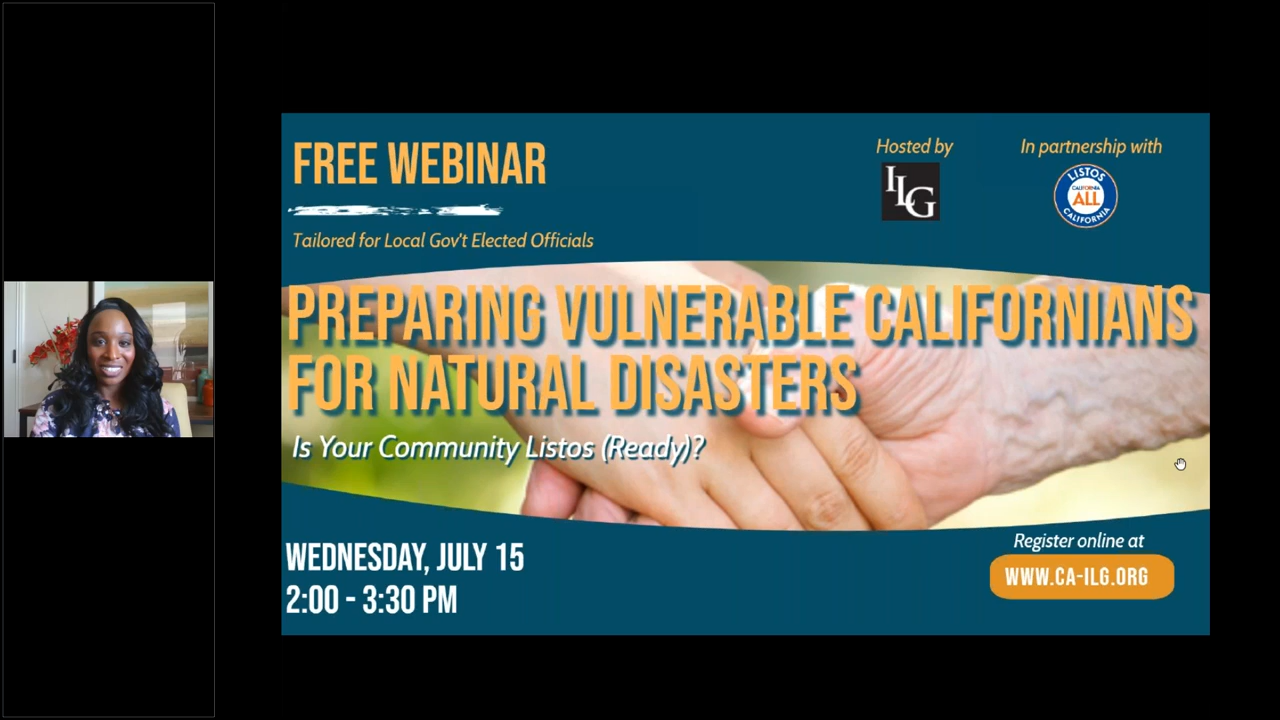 FREE WEBINAR
Tailored for Local Gov't Elected Officials
Hosted by
ILG
In partnership with
LISTOS
CALIFORNIA
ALL
CALIFORNIA
PREPARING VULNERABLE CALIFORNIANS
FOR NATURAL DISASTERS
Is Your Community Listos (Ready)?
WEDNESDAY, JULY 15
2:00 - 3:30 PM
Register online at
WWW.CA-ILG.ORG